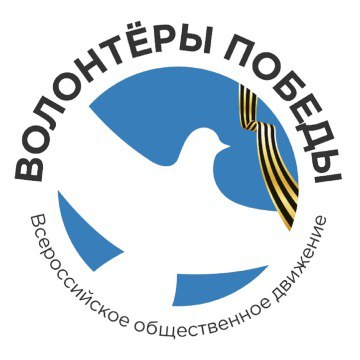 ВОЛОНТЁРЫ ПОБЕДЫ
Всероссийское общественное движение